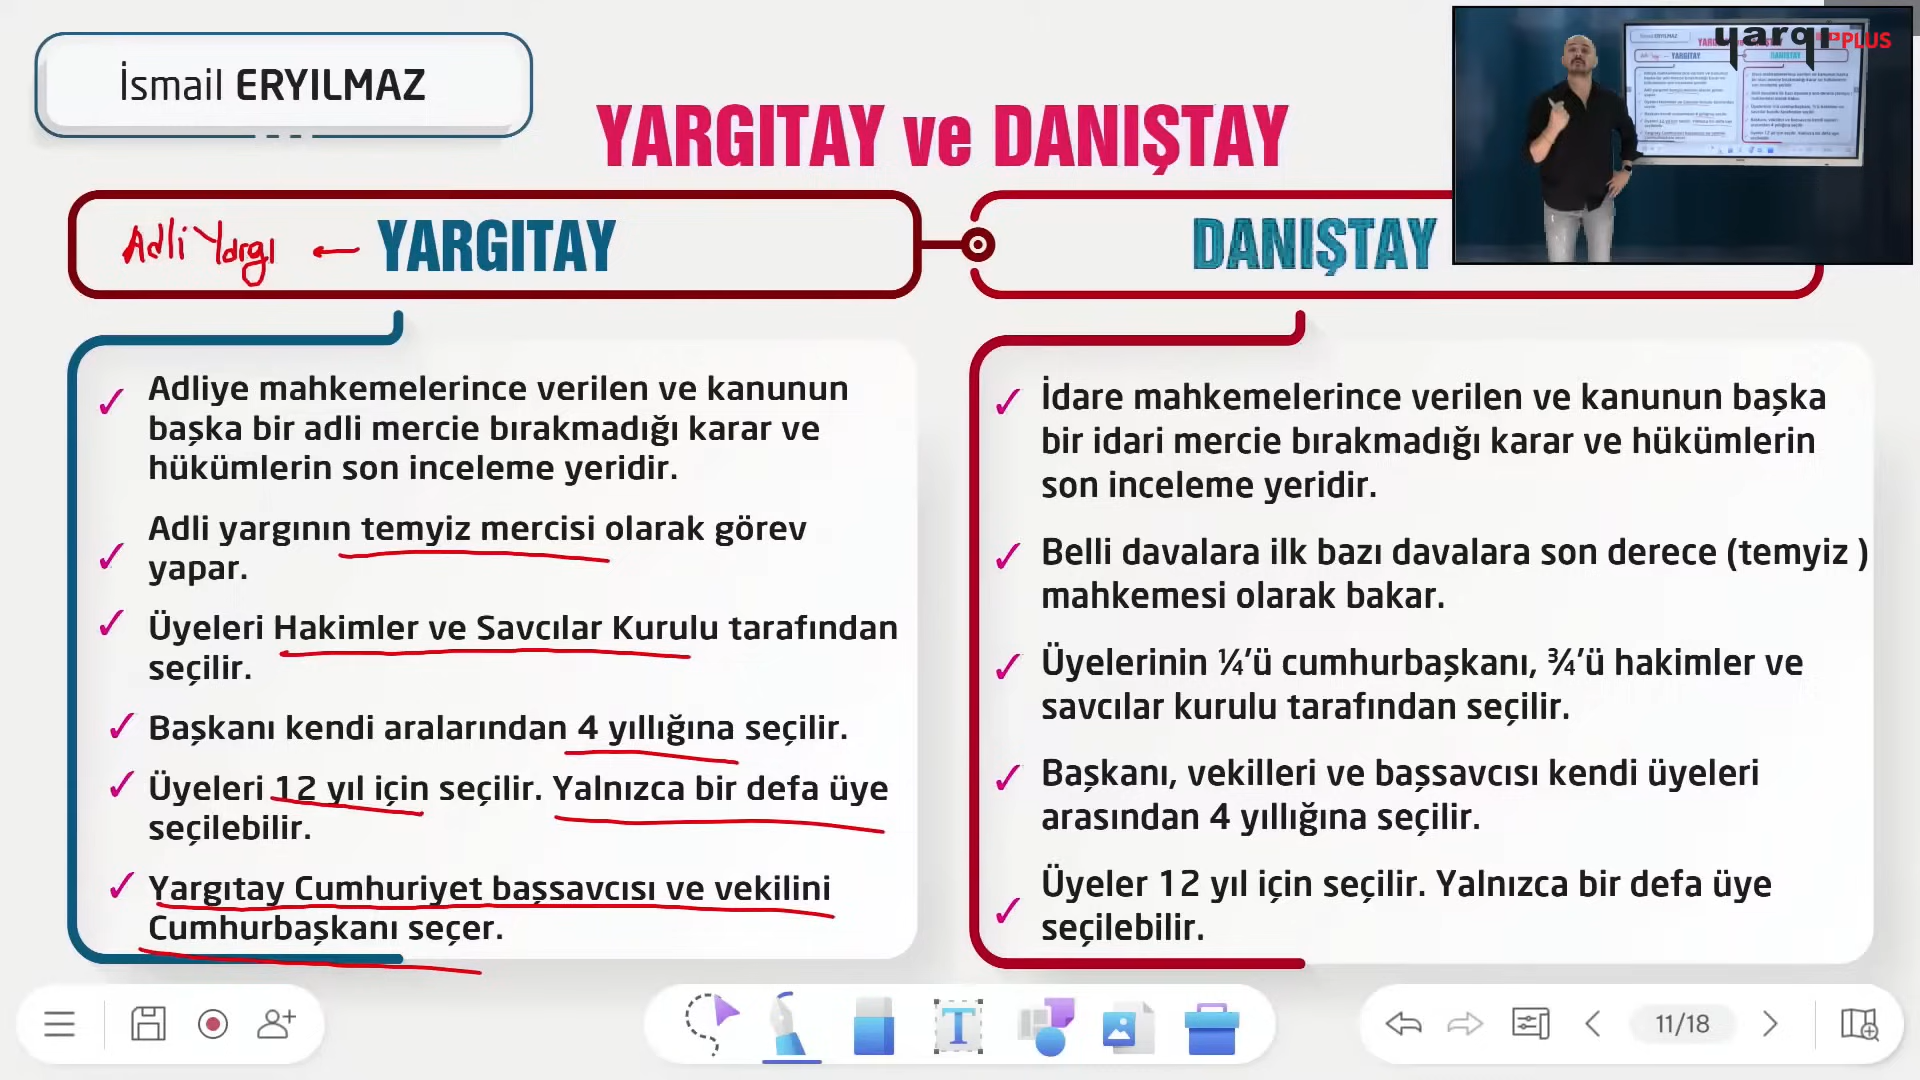 İsmail ERYILMAZ
yarqı PLUS
YARGITAY ve DANIŞTAY
Adli Yargı ← YARGITAY
DANIŞTAY
✓ Adliye mahkemelerince verilen ve kanunun
başka bir adli mercie bırakmadığı karar ve
hükümlerin son inceleme yeridir.
✓ Adli yargının temyiz mercisi olarak görev
yapar.
✓ Üyeleri Hakimler ve Savcılar Kurulu tarafından
seçilir.
✓ Başkanı kendi aralarından 4 yıllığına seçilir.
✓ Üyeleri 12 yıl için seçilir. Yalnızca bir defa üye
seçilebilir.
✓ Yargıtay Cumhuriyet başsavcısı ve vekilini
Cumhurbaşkanı seçer.
✓ İdare mahkemelerince verilen ve kanunun başka
bir idari mercie bırakmadığı karar ve hükümlerin
son inceleme yeridir.
✓ Belli davalara ilk bazı davalara son derece (temyiz )
mahkemesi olarak bakar.
✓ Üyelerinin ¼’ü cumhurbaşkanı, ¾’ü hakimler ve
savcılar kurulu tarafından seçilir.
✓ Başkanı, vekilleri ve başsavcısı kendi üyeleri
arasından 4 yıllığına seçilir.
✓ Üyeler 12 yıl için seçilir. Yalnızca bir defa üye
seçilebilir.
11/18